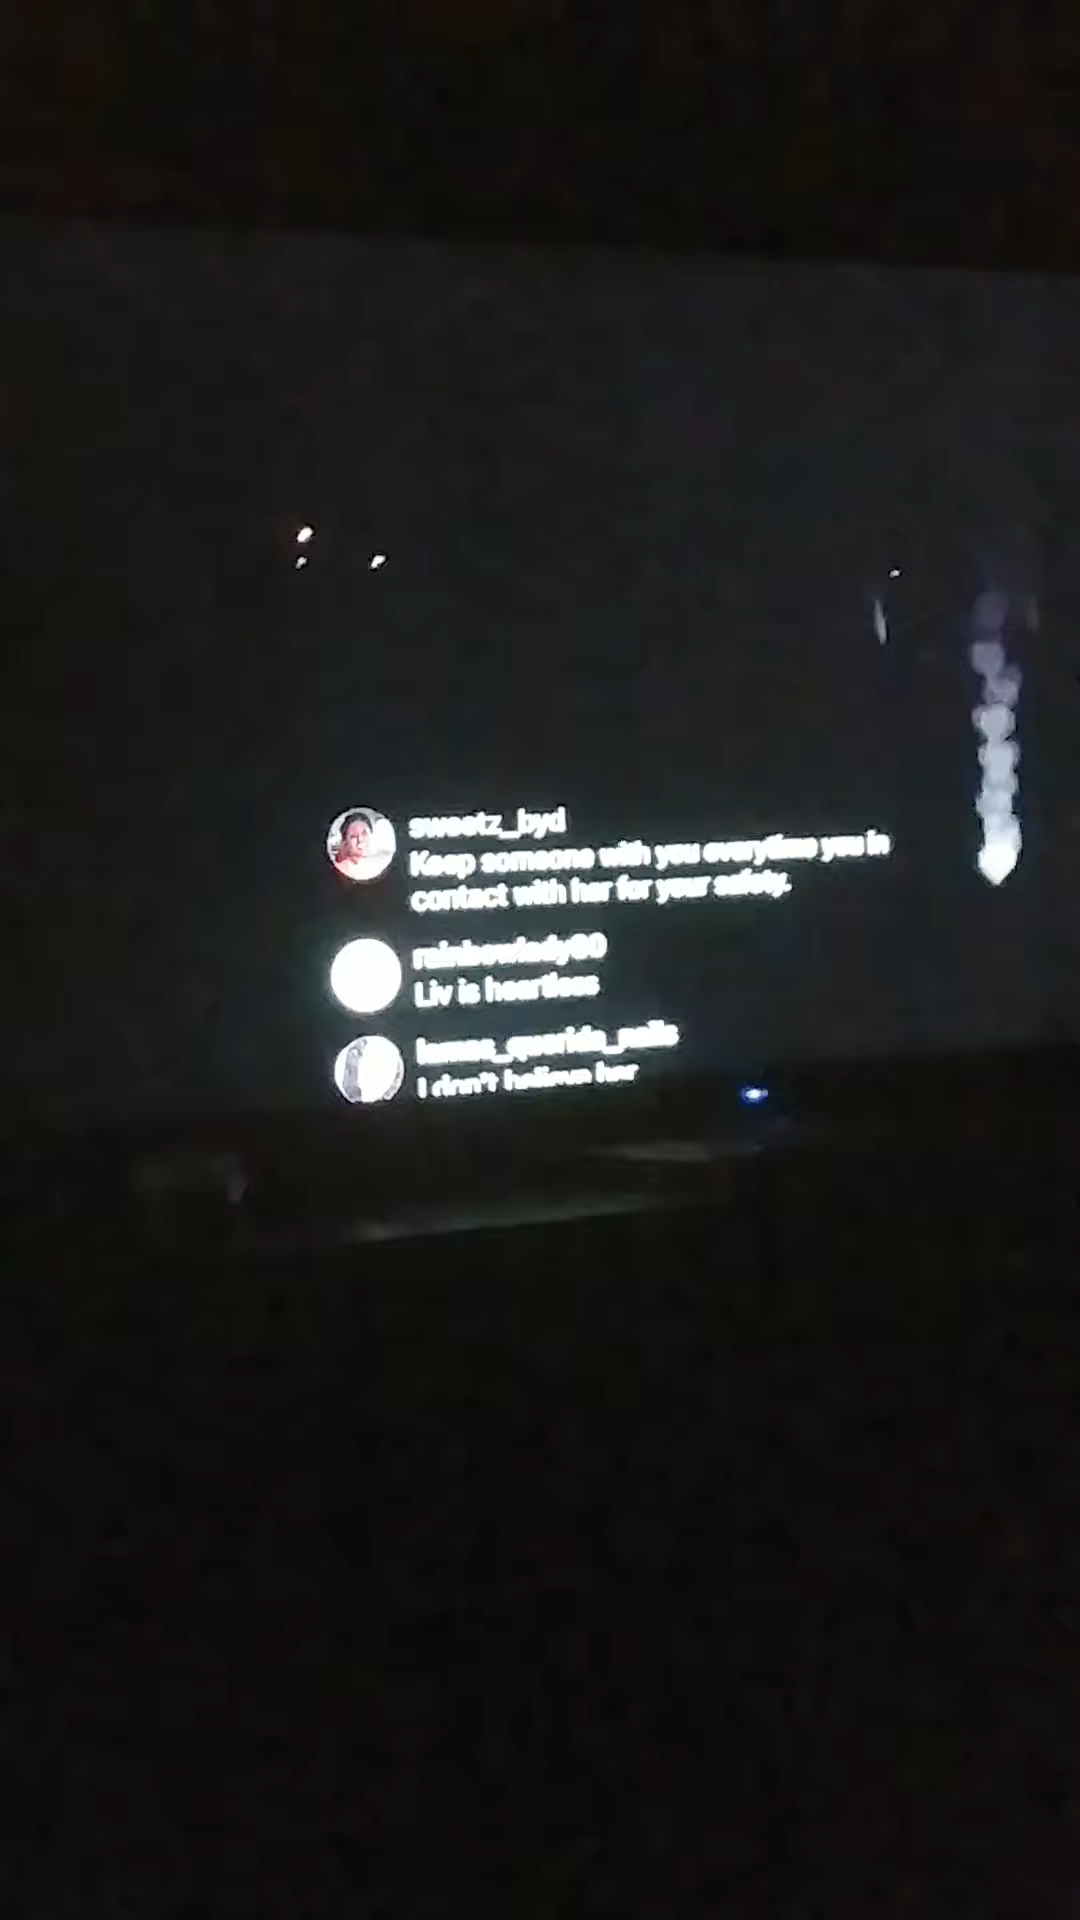 sweetz_byd
Keep someone with you everytime you in
contact with her for your safety.
Liv is heartless
I don't believe her